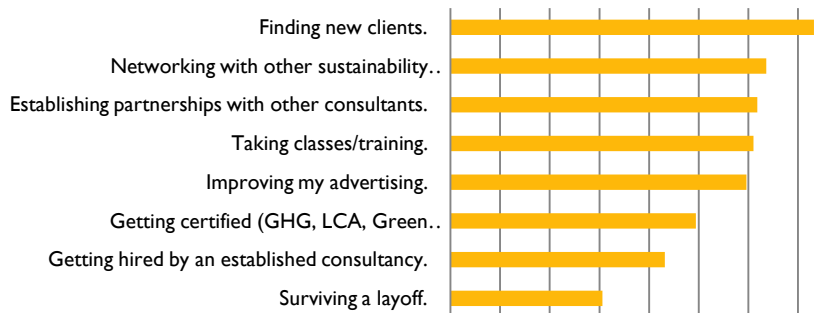 Finding new clients.
Networking with other sustainability..
Establishing partnerships with other consultants.
Taking classes/training.
Improving my advertising.
Getting certified (GHG, LCA, Green..
Getting hired by an established consultancy.
Surviving a layoff.